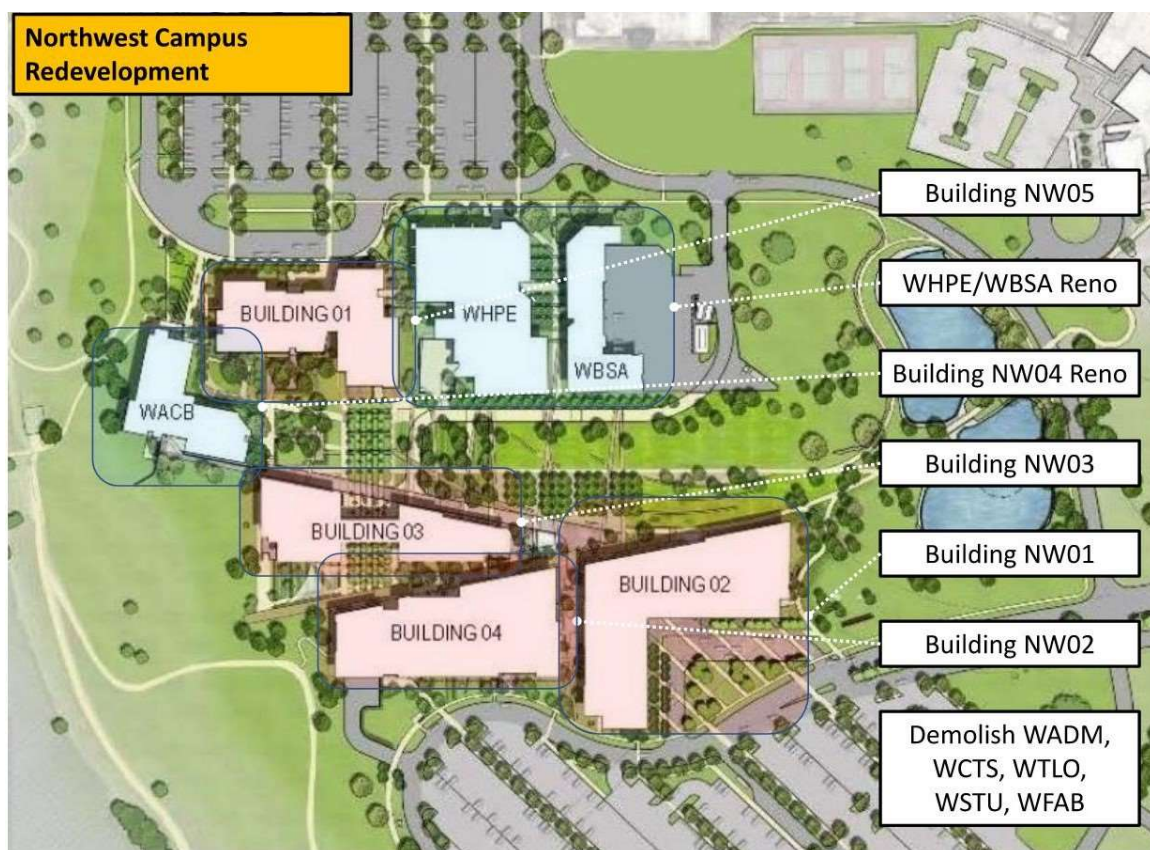 Northwest Campus
Redevelopment
Building NW05
BUILDING 01
WHPE
WHPE/WBSA Reno
WBSA
Building NW04 Reno
WACB
Building NW03
BUILDING 03
Building NW01
BUILDING 02
BUILDING 04
Building NW02
Demolish WADM,
WCTS, WTLO,
WSTU, WFAB